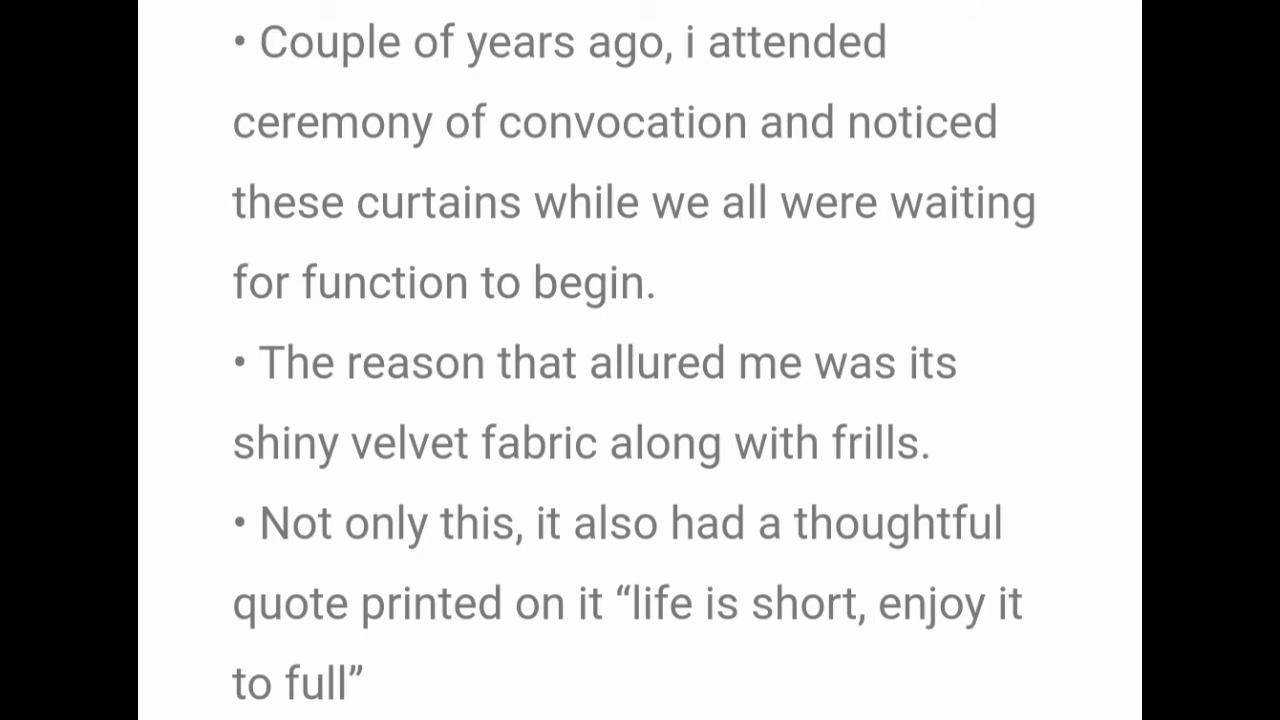 • Couple of years ago, i attended
ceremony of convocation and noticed
these curtains while we all were waiting
for function to begin.
• The reason that allured me was its
shiny velvet fabric along with frills.
• Not only this, it also had a thoughtful
quote printed on it “life is short, enjoy it
to full”